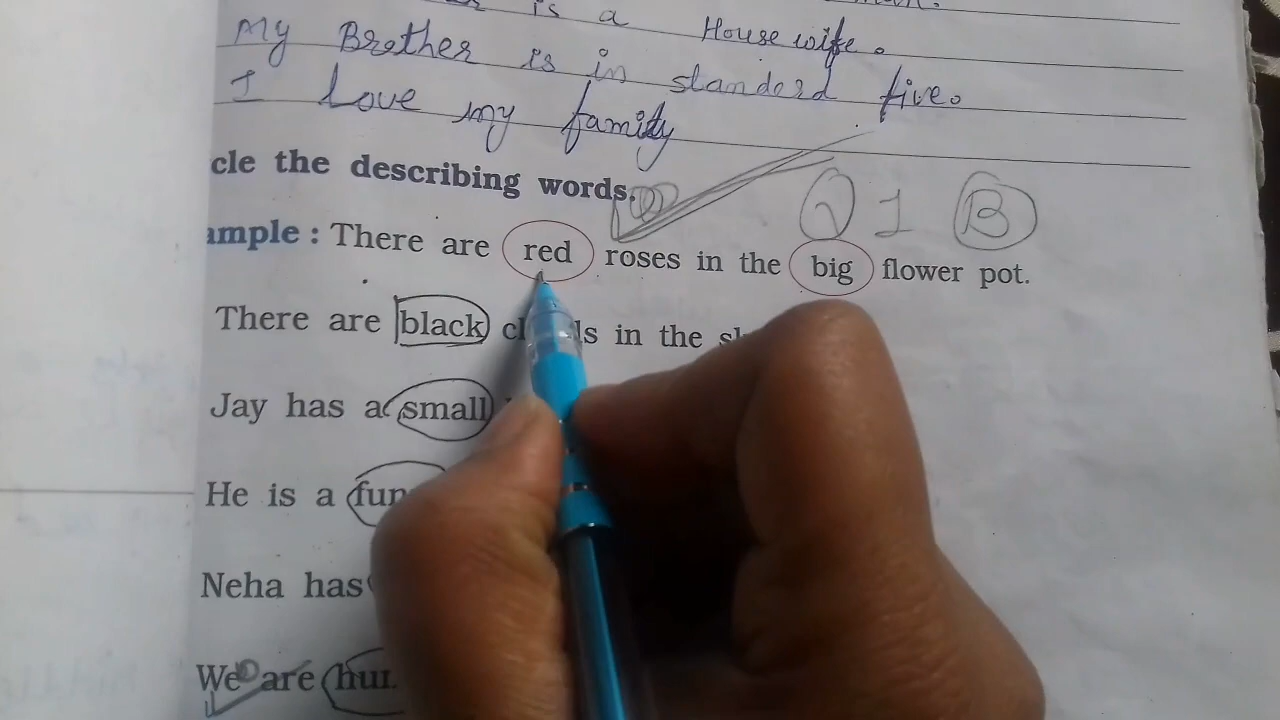 is a House wife.
My Brother is in standerd five.
I love my family
cle the describing words.
ample : There are red roses in the big flower pot.
Q 1 B
There are black in the
Jay has a small
He is a fun
Neha has
We are